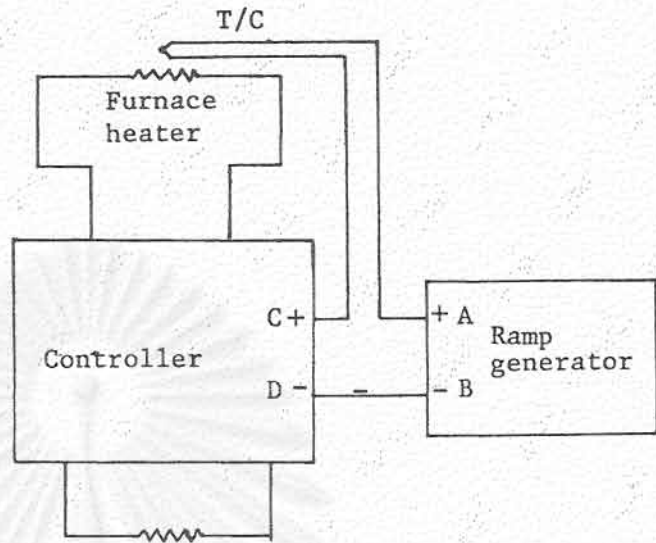 T/C
Furnace
heater
C+
+ A
Ramp
generator
Controller
D -
-
- B